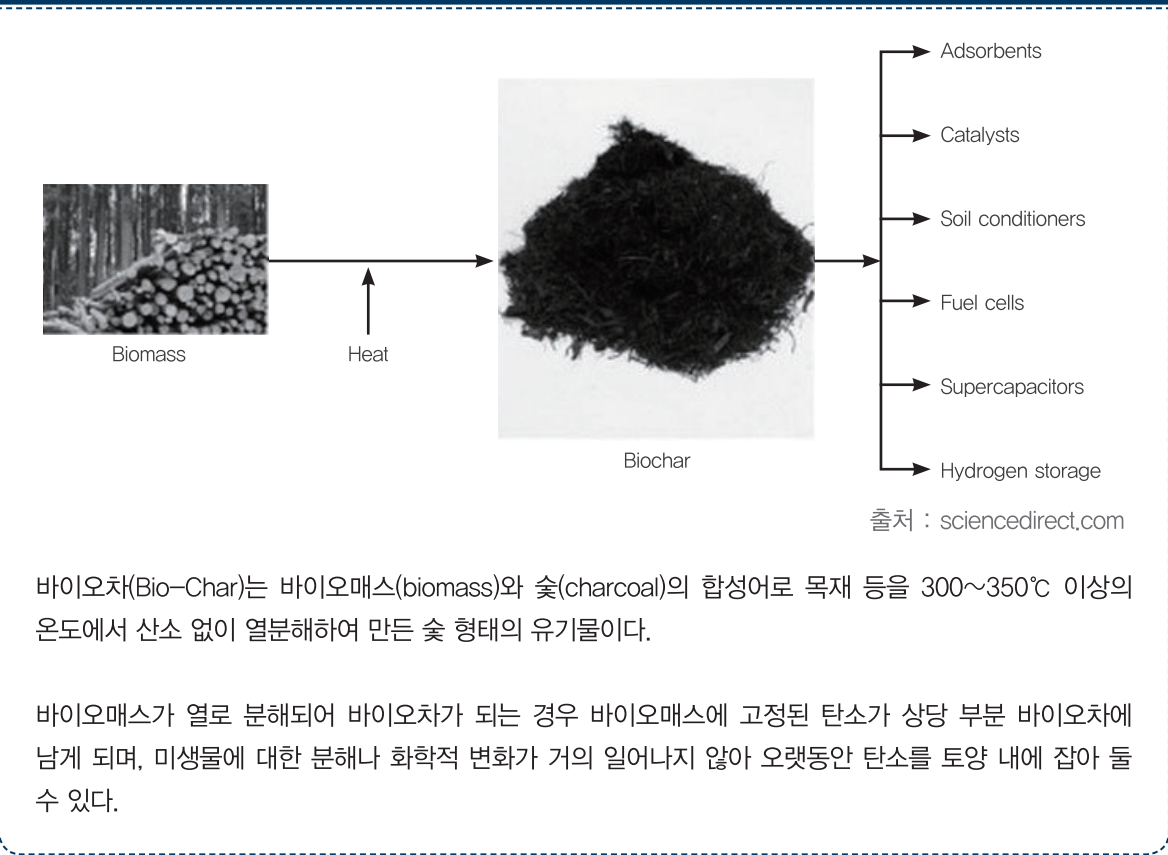 Adsorbents
Catalysts
Soil conditioners
Fuel cells
Supercapacitors
Hydrogen storage
Biomass
Heat
Biochar
출처 : sciencedirect.com
바이오차(Bio-Char)는 바이오매스(biomass)와 숯(charcoal)의 합성어로 목재 등을 300~350℃ 이상의
온도에서 산소 없이 열분해하여 만든 숯 형태의 유기물이다.
바이오매스가 열로 분해되어 바이오차가 되는 경우 바이오매스에 고정된 탄소가 상당 부분 바이오차에
남게 되며, 미생물에 대한 분해나 화학적 변화가 거의 일어나지 않아 오랫동안 탄소를 토양 내에 잡아 둘
수 있다.